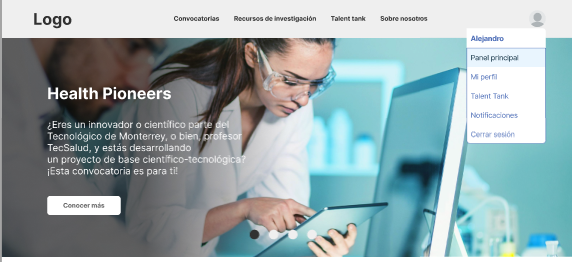 Logo
Convocatorias
Recursos de investigación
Talent tank
Sobre nosotros
Alejandro
Panel principal
Mi perfil
Talent Tank
Notificaciones
Cerrar sesión
Health Pioneers
¿Eres un innovador o científico parte del
Tecnológico de Monterrey, o bien, profesor
TecSalud, y estás desarrollando
un proyecto de base científico-tecnológica?
¡Esta convocatoria es para ti!
Conocer más